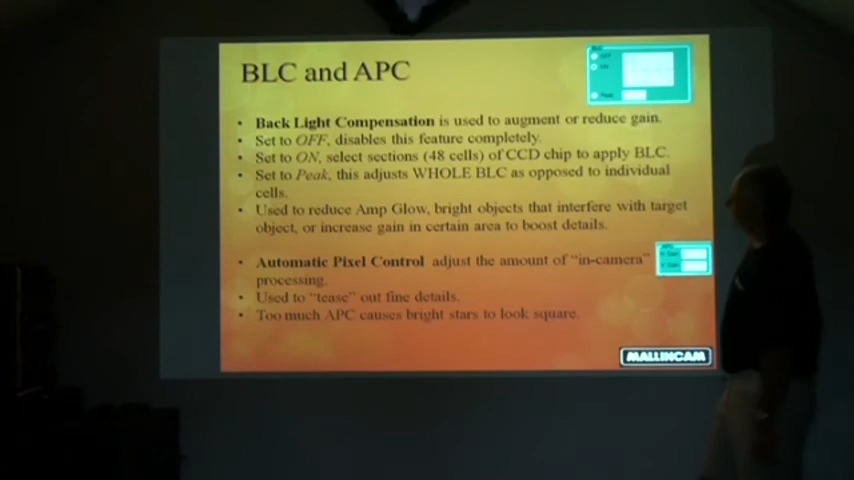 BLC and APC
• Back Light Compensation is used to augment or reduce gain.
• Set to OFF, disables this feature completely.
• Set to ON, select sections (48 cells) of CCD chip to apply BLC.
• Set to Peak, this adjusts WHOLE BLC as opposed to individual
cells.
• Used to reduce Amp Glow, bright objects that interfere with target
object, or increase gain in certain area to boost details.
• Automatic Pixel Control adjust the amount of "in-camera"
processing.
• Used to "tease" out fine details.
• Too much APC causes bright stars to look square.
MALLINCAM